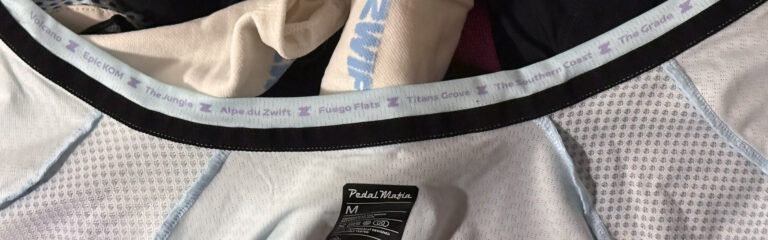 ZWIF
Volcano Epic KOM The Jungle Alpe du Zwift Fuego Flats Titans Grove The Southern Coast The Grade
Pedal Mafia
M